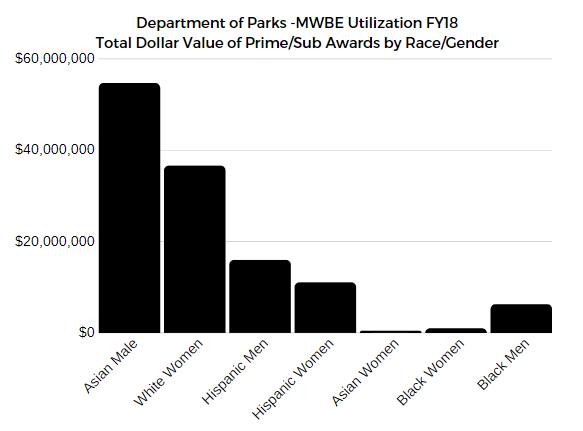 Department of Parks -MWBE Utilization FY18
Total Dollar Value of Prime/Sub Awards by Race/Gender
$60,000,000
$40,000,000
$20,000,000
$0
Asian Male
White Women
Hispanic Men
Hispanic Women
Asian Women
Black Women
Black Men